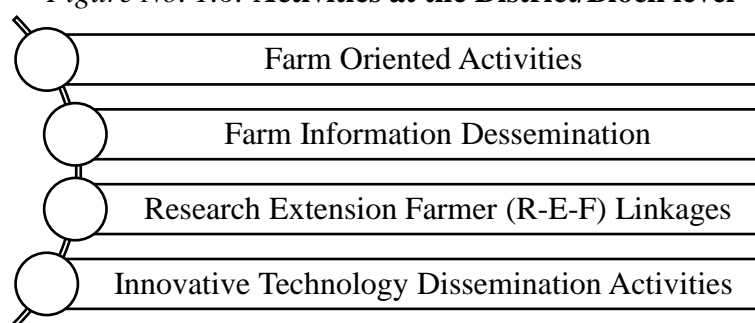 Figure No. 1.6: Activities at the District/Block level
Farm Oriented Activities
Farm Information Dessemination
Research Extension Farmer (R-E-F) Linkages
Innovative Technology Dissemination Activities